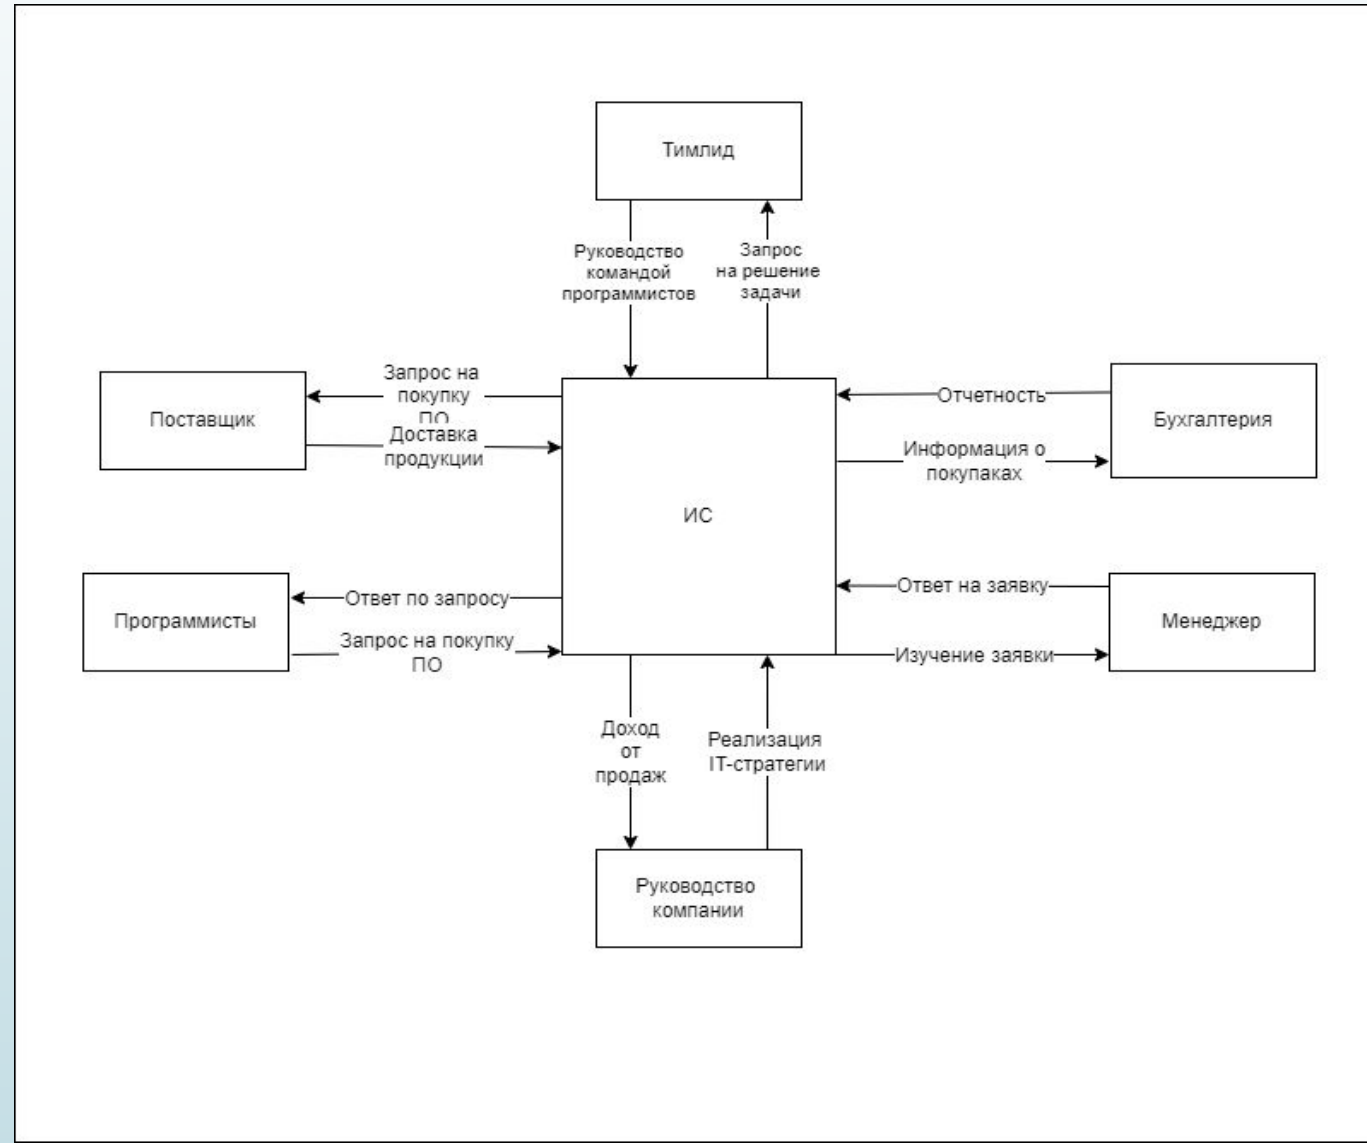 Тимлид
Руководство
командой
программистов
Запрос
на решение
задачи
Запрос на
покупку
ПО
Доставка
продукции
Поставщик
Отчетность
Информация о
покупаках
Бухгалтерия
ИС
Программисты
Ответ по запросу
Запрос на покупку
ПО
Ответ на заявку
Изучение заявки
Менеджер
Доход
от
продаж
Реализация
IT-стратегии
Руководство
компании